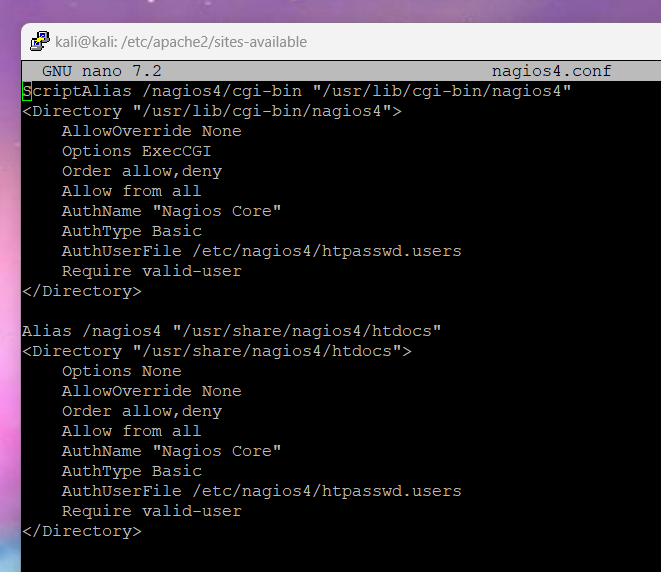 kali@kali: /etc/apache2/sites-available
GNU nano 7.2 nagios4.conf
ScriptAlias /nagios4/cgi-bin "/usr/lib/cgi-bin/nagios4"
<Directory "/usr/lib/cgi-bin/nagios4">
    AllowOverride None
    Options ExecCGI
    Order allow,deny
    Allow from all
    AuthName "Nagios Core"
    AuthType Basic
    AuthUserFile /etc/nagios4/htpasswd.users
    Require valid-user
</Directory>

Alias /nagios4 "/usr/share/nagios4/htdocs"
<Directory "/usr/share/nagios4/htdocs">
    Options None
    AllowOverride None
    Order allow,deny
    Allow from all
    AuthName "Nagios Core"
    AuthType Basic
    AuthUserFile /etc/nagios4/htpasswd.users
    Require valid-user
</Directory>